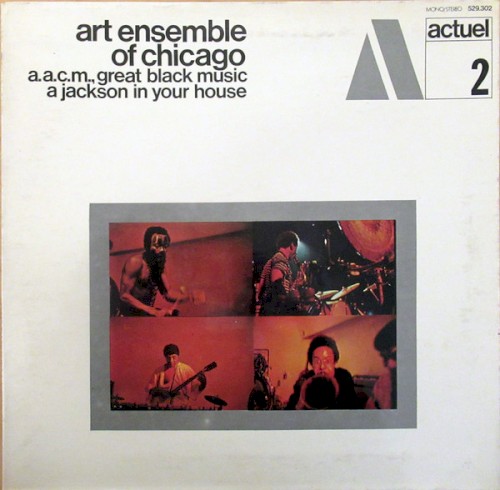 art ensemble
of chicago
a.a.c.m., great black music
a jackson in your house
MONO/STEREO 529.302
actuel
2